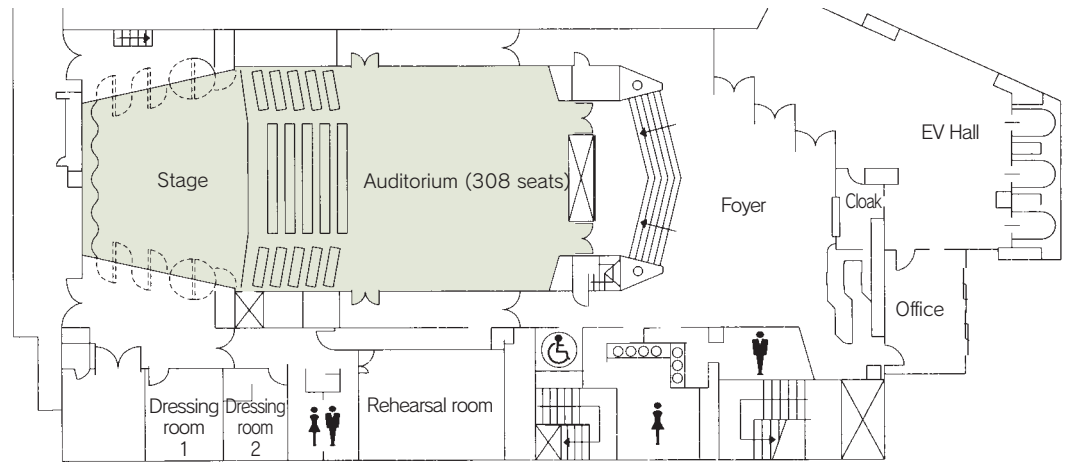 EV Hall
Stage
Auditorium (308 seats)
Foyer
Cloak
Office
Dressing
room
1
Dressing
room
2
Rehearsal room